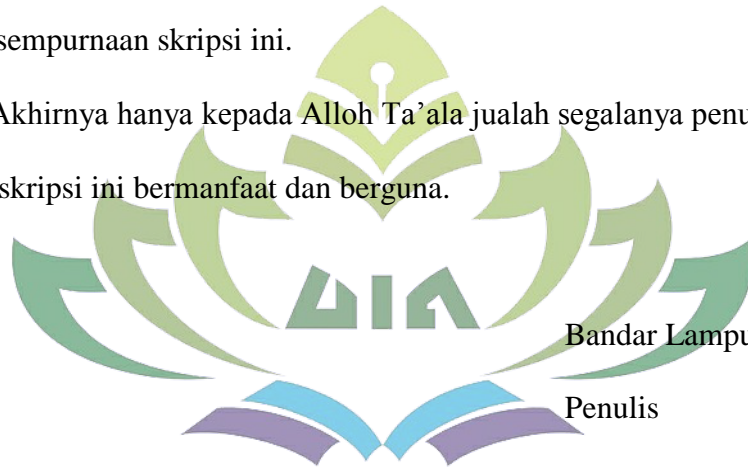 sempurnaan skripsi ini.
Akhirnya hanya kepada Alloh Ta’ala jualah segalanya penu
skripsi ini bermanfaat dan berguna.
UIN
Bandar Lampu
Penulis